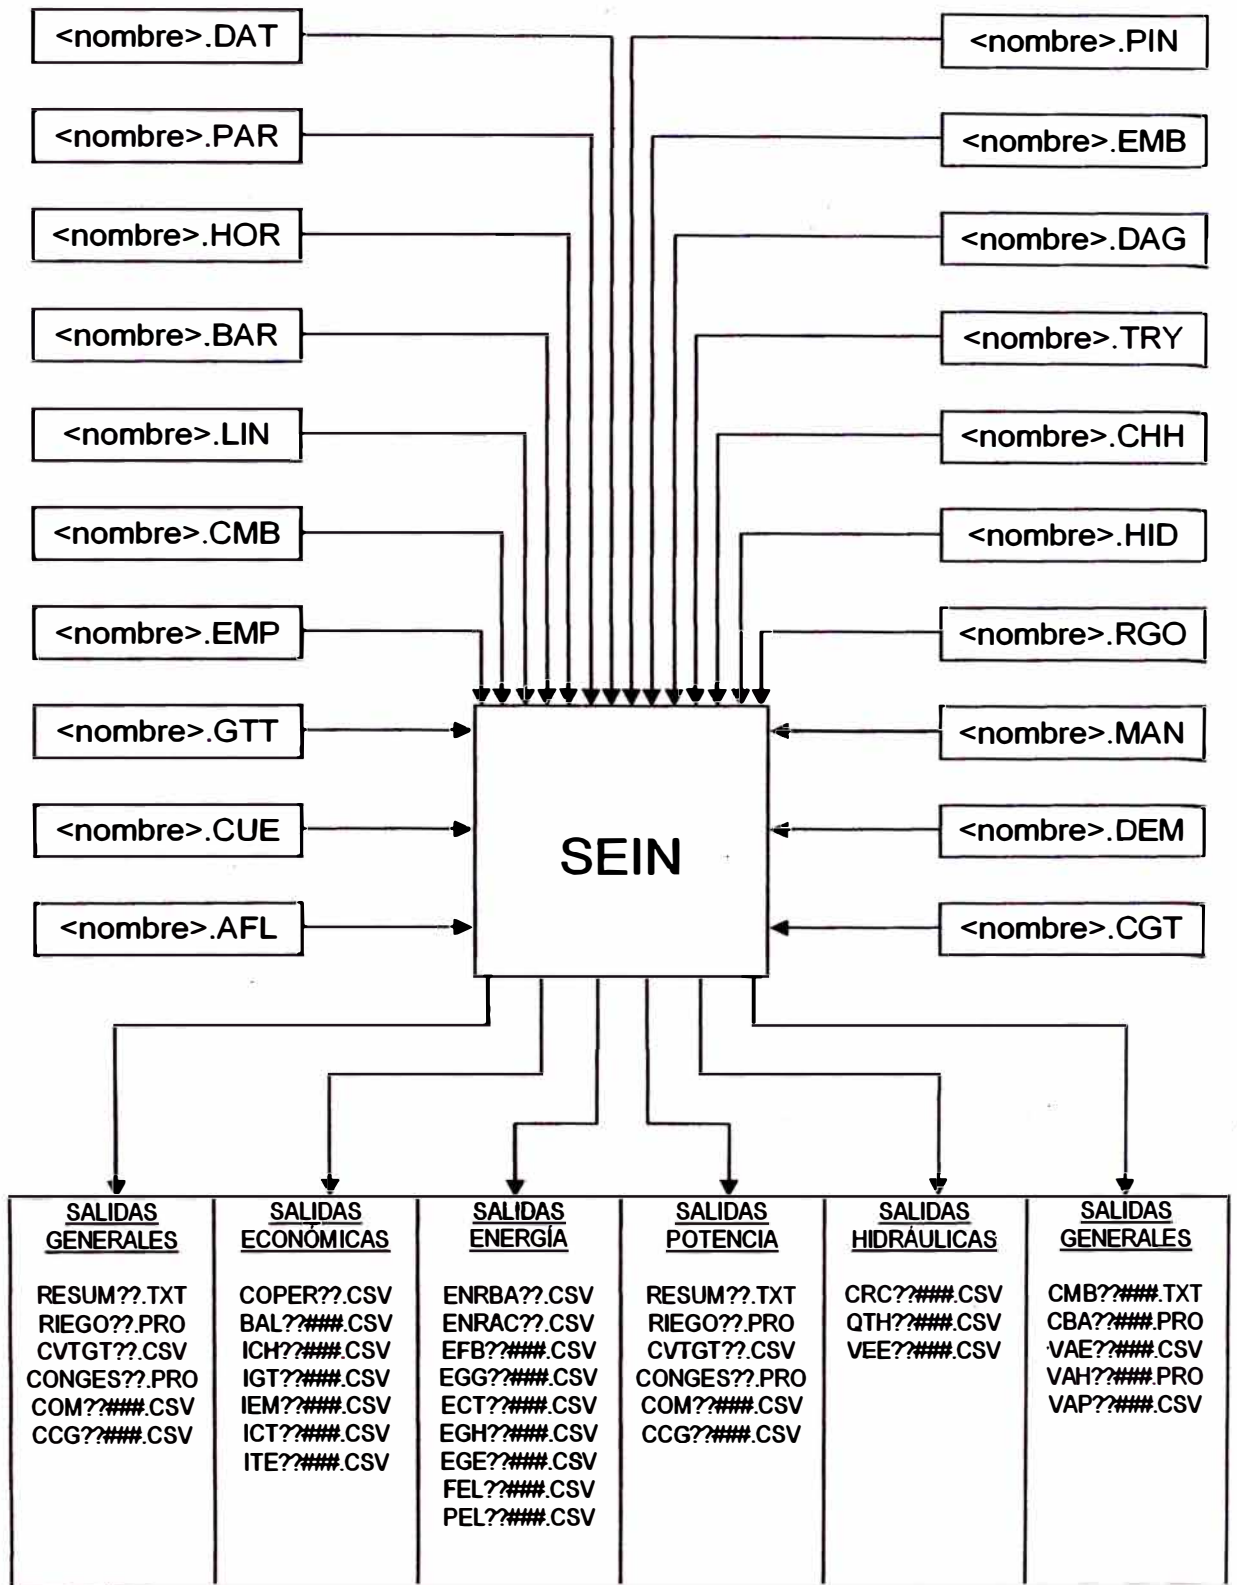 <nombre>.DAT
<nombre>.PIN
<nombre>.PAR
<nombre>.EMB
<nombre>.HOR
<nombre>.DAG
<nombre>.BAR
<nombre>.TRY
<nombre>.LIN
<nombre>.CHH
<nombre>.CMB
<nombre>.HID
<nombre>.EMP
<nombre>.RGO
<nombre>.GTT
<nombre>.MAN
<nombre>.CUE
<nombre>.DEM
SEIN
<nombre>.AFL
<nombre>.CGT
SALIDAS
GENERALES
RESUM??.TXT
RIEGO??.PRO
CVTGT??.CSV
CONGES??.PRO
COM??###.CSV
CCG??###.CSV
SALIDAS
ECONÓMICAS
COPER??.CSV
BAL??###.CSV
ICH??###.CSV
IGT??###.CSV
IEM??###.CSV
ICT??###.CSV
ITE??###.CSV
SALIDAS
ENERGÍA
ENRBA??.CSV
ENRAC??.CSV
EFB??###.CSV
EGG??###.CSV
ECT??###.CSV
EGH??###.CSV
EGE??###.CSV
FEL??###.CSV
PEL??###.CSV
SALIDAS
POTENCIA
RESUM??.TXT
RIEGO??.PRO
CVTGT??.CSV
CONGES??.PRO
COM??###.CSV
CCG??###.CSV
SALIDAS
HIDRÁULICAS
CRC??###.CSV
QTH??###.CSV
VEE??###.CSV
SALIDAS
GENERALES
CMB??###.TXT
CBA??###.PRO
VAE??###.CSV
VAH??###.PRO
VAP??###.CSV